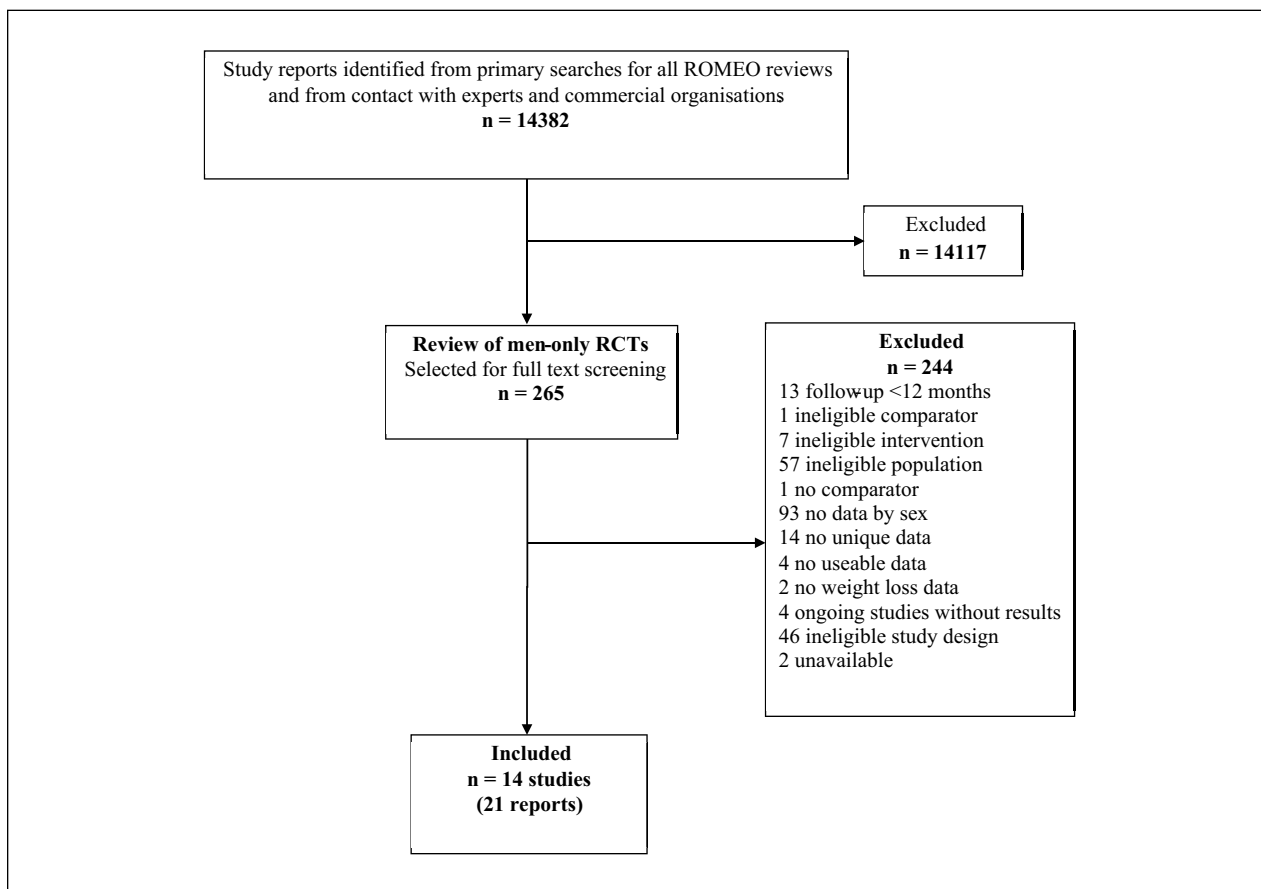 Study reports identified from primary searches for all ROMEO reviews
and from contact with experts and commercial organisations
n = 14382
Excluded
n = 14117
Review of men-only RCTs
Selected for full text screening
n = 265
Excluded
n = 244
13 follow-up <12 months
1 ineligible comparator
7 ineligible intervention
57 ineligible population
1 no comparator
93 no data by sex
14 no unique data
4 no useable data
2 no weight loss data
4 ongoing studies without results
46 ineligible study design
2 unavailable
Included
n = 14 studies
(21 reports)